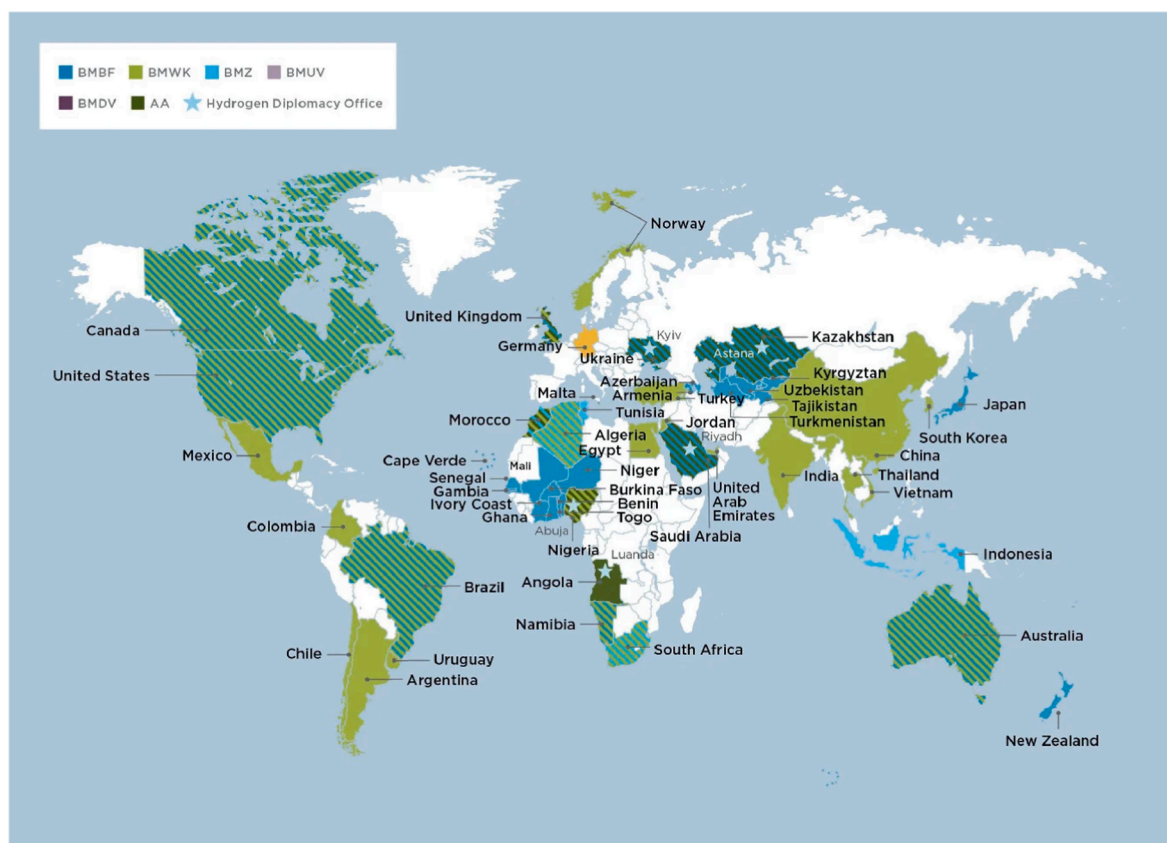 BMBF BMWK BMZ BMUV
BMDV AA Hydrogen Diplomacy Office
Norway
United Kingdom
Canada
Kyiv
Kazakhstan
Germany
Ukraine
Astana
United States
Kyrgyztan
Azerbaijan
Uzbekistan
Malta
Armenia
Turkey
Tajikistan
Japan
Tunisia
Morocco
Jordan
Turkmenistan
Algeria
Riyadh
South Korea
Mexico
Egypt
China
Cape Verde
Mali
Niger
Senegal
India
Thailand
Gambia
Burkina Faso
United
Arab
Emirates
Vietnam
Ivory Coast
Benin
Ghana
Togo
Colombia
Abuja
Saudi Arabia
Nigeria
Luanda
Indonesia
Angola
Brazil
Namibia
Australia
Chile
South Africa
Uruguay
Argentina
New Zealand